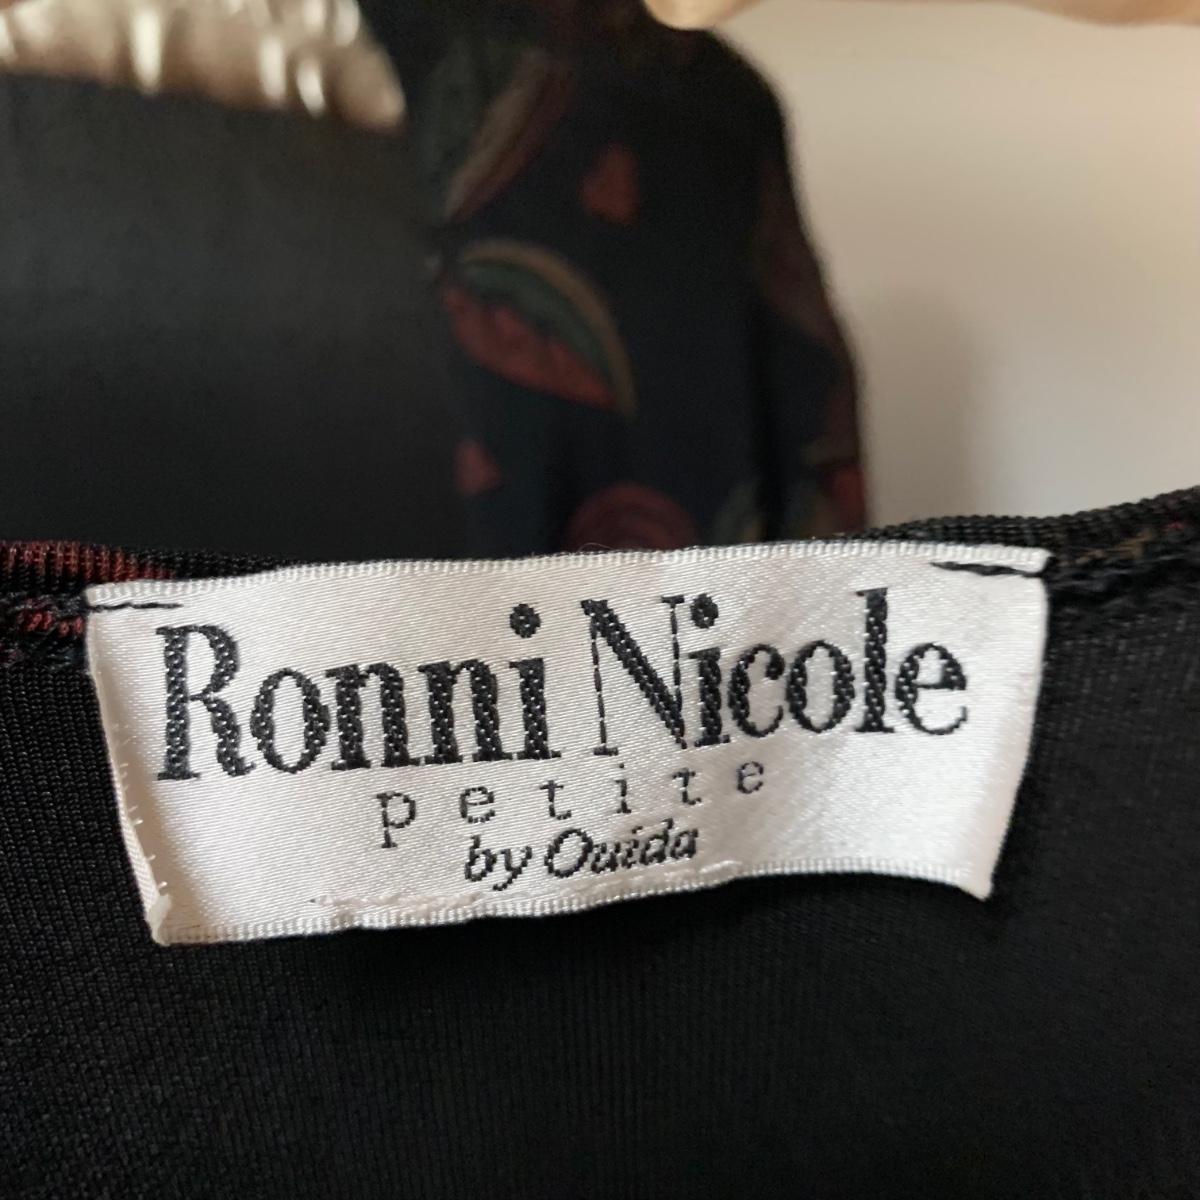 Ronni Nicole
petite
by Ouida